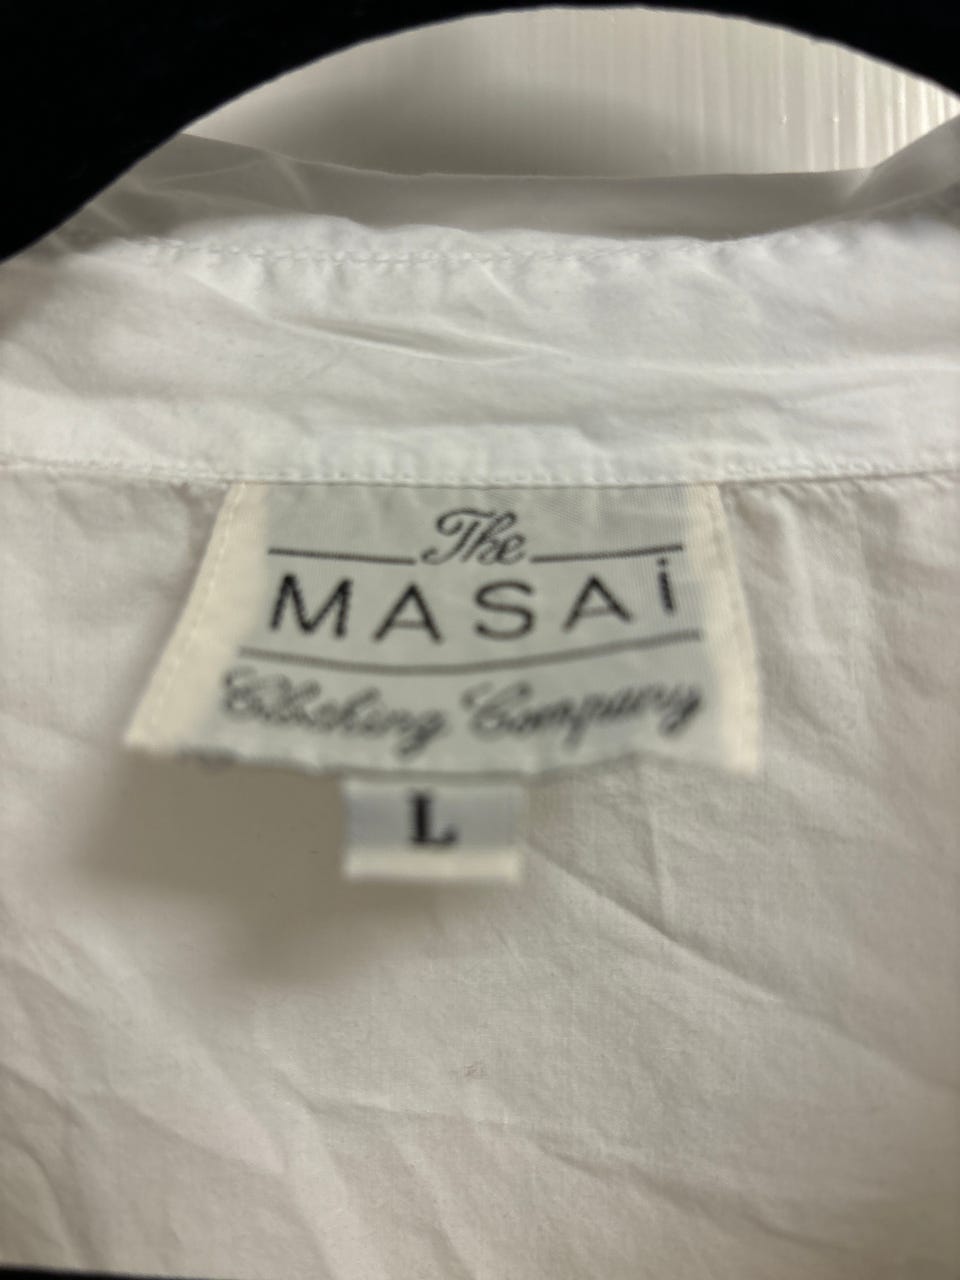 The
MASAi
Clothing Company
L